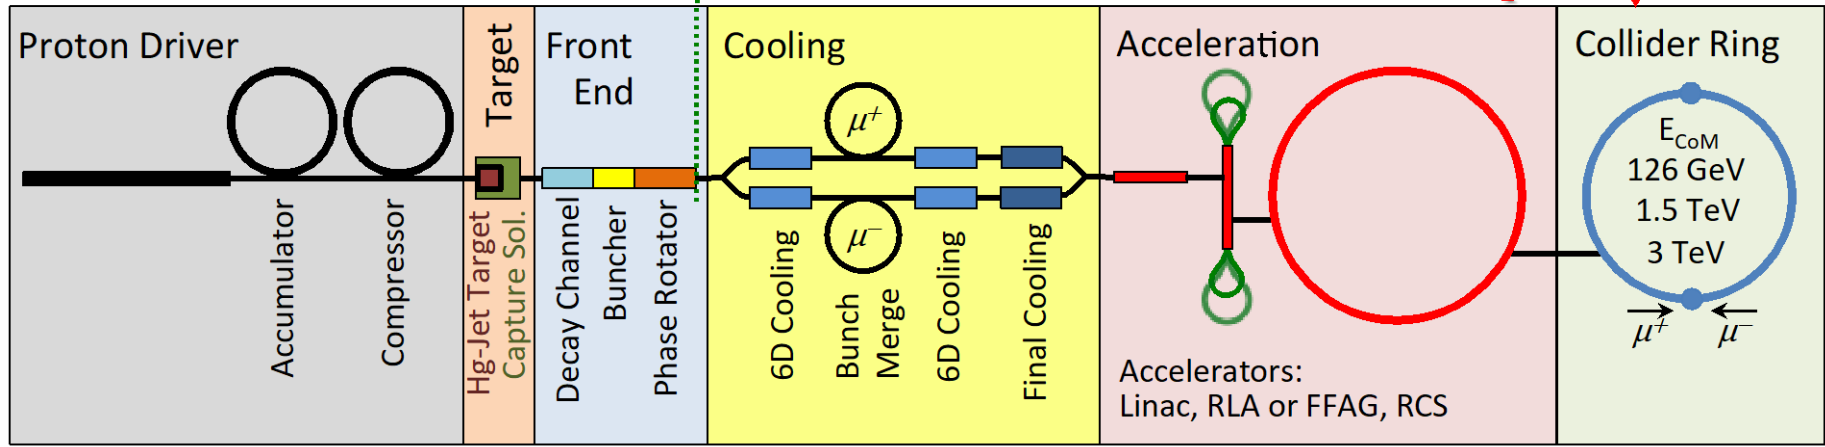 Proton Driver
Accumulator
Compressor
Target
Hg-Jet Target
Capture Sol.
Front
End
Decay Channel
Buncher
Phase Rotator
Cooling
μ+
μ−
6D Cooling
Bunch
Merge
6D Cooling
Final Cooling
Acceleration
Accelerators:
Linac, RLA or FFAG, RCS
Collider Ring
ECoM
126 GeV
1.5 TeV
3 TeV
μ+ μ−